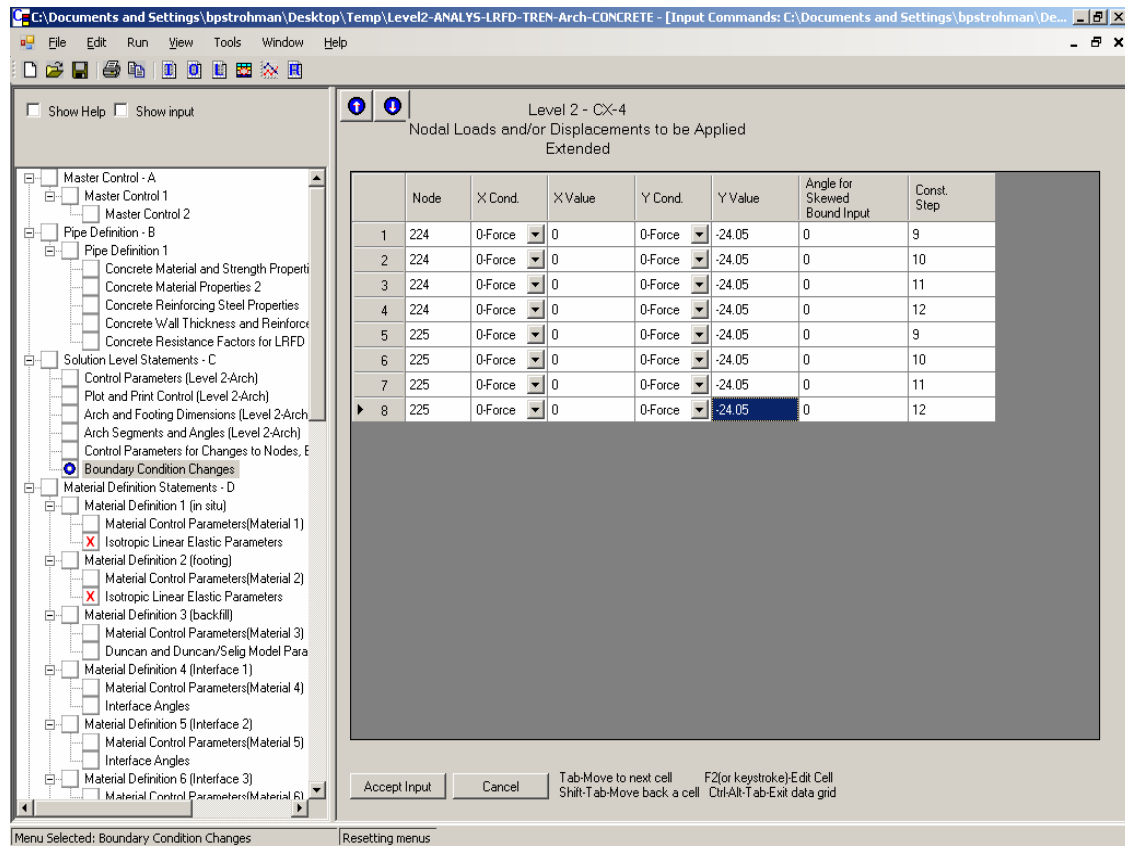 C:\Documents and Settings\bpstrohman\Desktop\Temp\Level2-ANALYS-LRFD-TREN-Arch-CONCRETE - [Input Commands: C:\Documents and Settings\bpstrohman\De...
File Edit Run View Tools Window Help
Show Help Show input
Master Control - A
Master Control 1
Master Control 2
Pipe Definition - B
Pipe Definition 1
Concrete Material and Strength Properti
Concrete Material Properties 2
Concrete Reinforcing Steel Properties
Concrete Wall Thickness and Reinforce
Concrete Resistance Factors for LRFD
Solution Level Statements - C
Control Parameters (Level 2-Arch)
Plot and Print Control (Level 2-Arch)
Arch and Footing Dimensions (Level 2-Arch
Arch Segments and Angles (Level 2-Arch)
Control Parameters for Changes to Nodes, E
Boundary Condition Changes
Material Definition Statements - D
Material Definition 1 (in situ)
Material Control Parameters(Material 1)
Isotropic Linear Elastic Parameters
Material Definition 2 (footing)
Material Control Parameters(Material 2)
Isotropic Linear Elastic Parameters
Material Definition 3 (backfill)
Material Control Parameters(Material 3)
Duncan and Duncan/Selig Model Para
Material Definition 4 (Interface 1)
Material Control Parameters(Material 4)
Interface Angles
Material Definition 5 (Interface 2)
Material Control Parameters(Material 5)
Interface Angles
Material Definition 6 (Interface 3)
Material Control Parameters(Material 6)
Level 2 - CX-4
Nodal Loads and/or Displacements to be Applied
Extended
Node X Cond. X Value Y Cond. Y Value Angle for Skewed Bound Input Const. Step
1 224 0-Force 0 0-Force -24.05 0 9
2 224 0-Force 0 0-Force -24.05 0 10
3 224 0-Force 0 0-Force -24.05 0 11
4 224 0-Force 0 0-Force -24.05 0 12
5 225 0-Force 0 0-Force -24.05 0 9
6 225 0-Force 0 0-Force -24.05 0 10
7 225 0-Force 0 0-Force -24.05 0 11
8 225 0-Force 0 0-Force -24.05 0 12
Accept Input Cancel
Tab-Move to next cell F2(or keystroke)-Edit Cell
Shift-Tab-Move back a cell Ctrl-Alt-Tab-Exit data grid
Menu Selected: Boundary Condition Changes Resetting menus